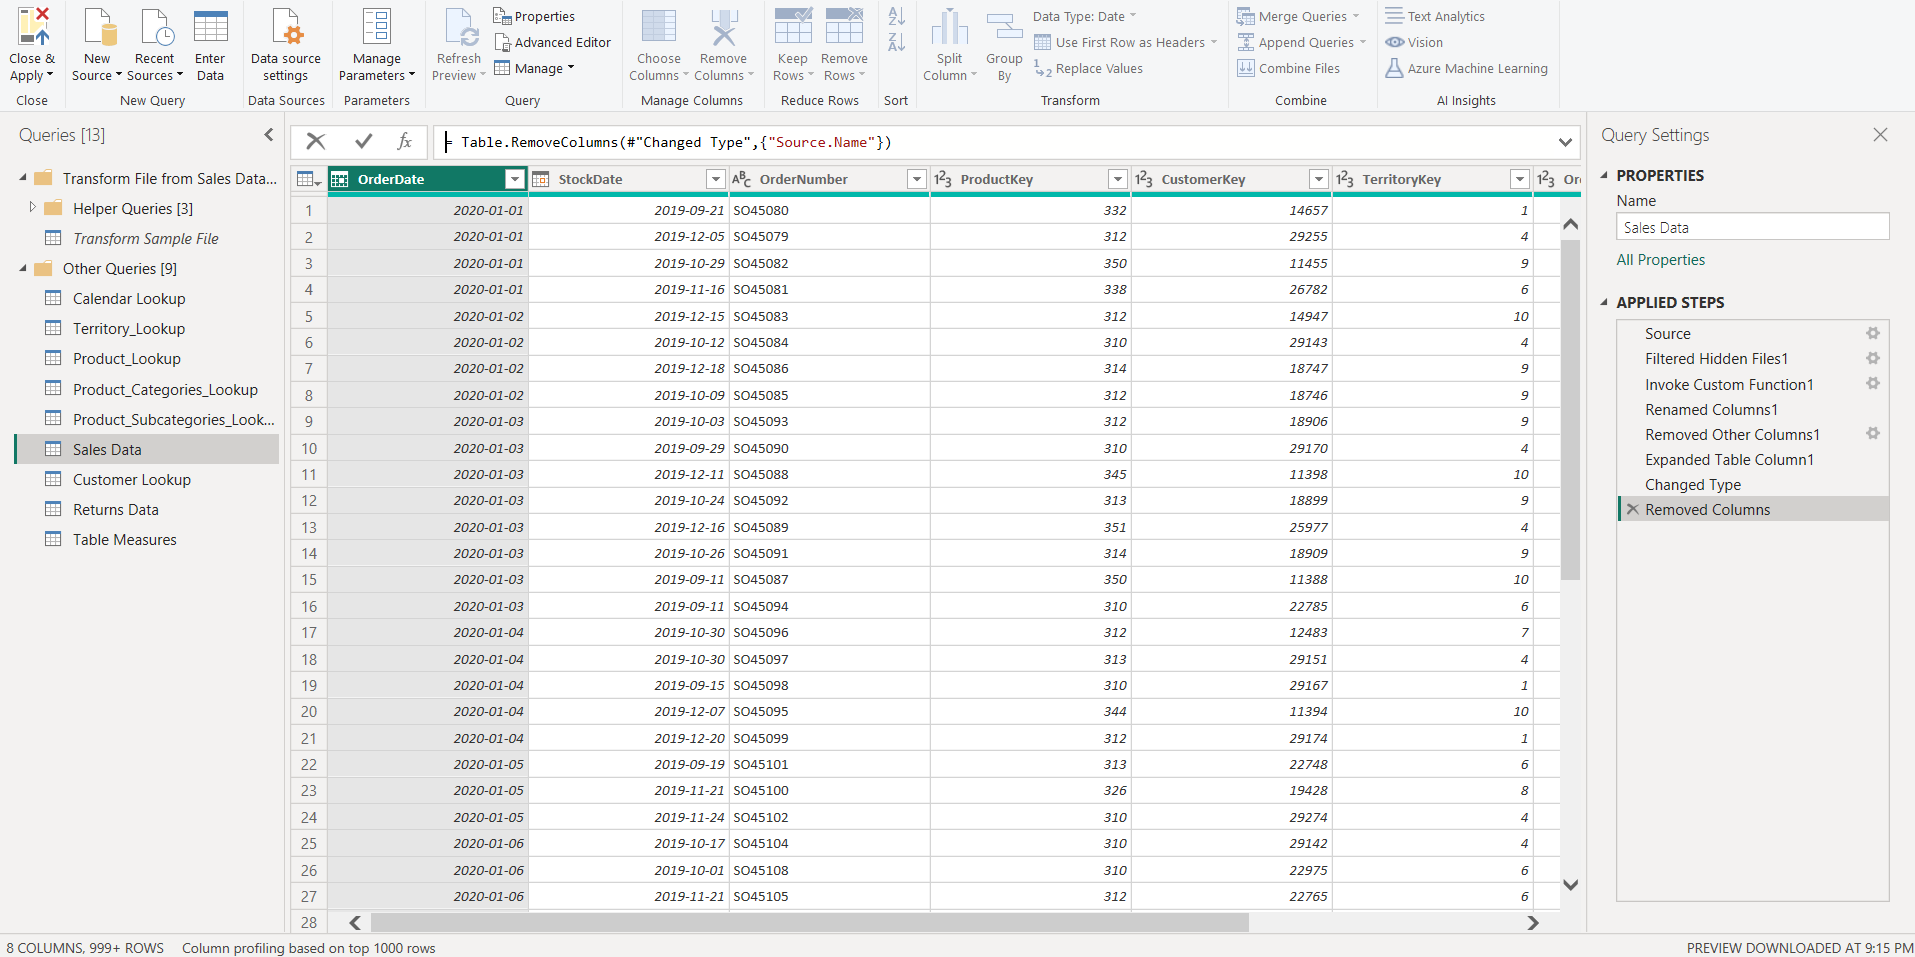 Close & Apply
New Source
Recent Sources
Enter Data
Data source settings
Manage Parameters
Refresh Preview
Properties
Advanced Editor
Manage
Choose Columns
Remove Columns
Keep Rows
Remove Rows
Split Column
Group By
Data Type: Date
Use First Row as Headers
Replace Values
Merge Queries
Append Queries
Combine Files
Text Analytics
Vision
Azure Machine Learning
Close
New Query
Data Sources
Parameters
Query
Manage Columns
Reduce Rows
Sort
Transform
Combine
AI Insights
Queries [13]
Transform File from Sales Data...
Helper Queries [3]
Transform Sample File
Other Queries [9]
Calendar Lookup
Territory_Lookup
Product_Lookup
Product_Categories_Lookup
Product_Subcategories_Look...
Sales Data
Customer Lookup
Returns Data
Table Measures
fx
= Table.RemoveColumns(#"Changed Type",{"Source.Name"})
OrderDate StockDate OrderNumber ProductKey CustomerKey TerritoryKey
1 2020-01-01 2019-09-21 SO45080 332 14657 1
2 2020-01-01 2019-12-05 SO45079 312 29255 4
3 2020-01-01 2019-10-29 SO45082 350 11455 9
4 2020-01-01 2019-11-16 SO45081 338 26782 6
5 2020-01-02 2019-12-15 SO45083 312 14947 10
6 2020-01-02 2019-10-12 SO45084 310 29143 4
7 2020-01-02 2019-12-18 SO45086 314 18747 9
8 2020-01-02 2019-10-09 SO45085 312 18746 9
9 2020-01-03 2019-10-03 SO45093 312 18906 9
10 2020-01-03 2019-09-29 SO45090 310 29170 4
11 2020-01-03 2019-12-11 SO45088 345 11398 10
12 2020-01-03 2019-10-24 SO45092 313 18899 9
13 2020-01-03 2019-12-16 SO45089 351 25977 4
14 2020-01-03 2019-10-26 SO45091 314 18909 9
15 2020-01-03 2019-09-11 SO45087 350 11388 10
16 2020-01-03 2019-09-11 SO45094 310 22785 6
17 2020-01-04 2019-10-30 SO45096 312 12483 7
18 2020-01-04 2019-10-30 SO45097 313 29151 4
19 2020-01-04 2019-09-15 SO45098 310 29167 1
20 2020-01-04 2019-12-07 SO45095 344 11394 10
21 2020-01-04 2019-12-20 SO45099 312 29174 1
22 2020-01-05 2019-09-19 SO45101 313 22748 6
23 2020-01-05 2019-11-21 SO45100 326 19428 8
24 2020-01-05 2019-11-24 SO45102 310 29274 4
25 2020-01-06 2019-10-17 SO45104 310 29142 4
26 2020-01-06 2019-10-01 SO45108 310 22975 6
27 2020-01-06 2019-11-21 SO45105 312 22765 6
28
Query Settings
PROPERTIES
Name
Sales Data
All Properties
APPLIED STEPS
Source
Filtered Hidden Files1
Invoke Custom Function1
Renamed Columns1
Removed Other Columns1
Expanded Table Column1
Changed Type
Removed Columns
8 COLUMNS, 999+ ROWS Column profiling based on top 1000 rows
PREVIEW DOWNLOADED AT 9:15 PM